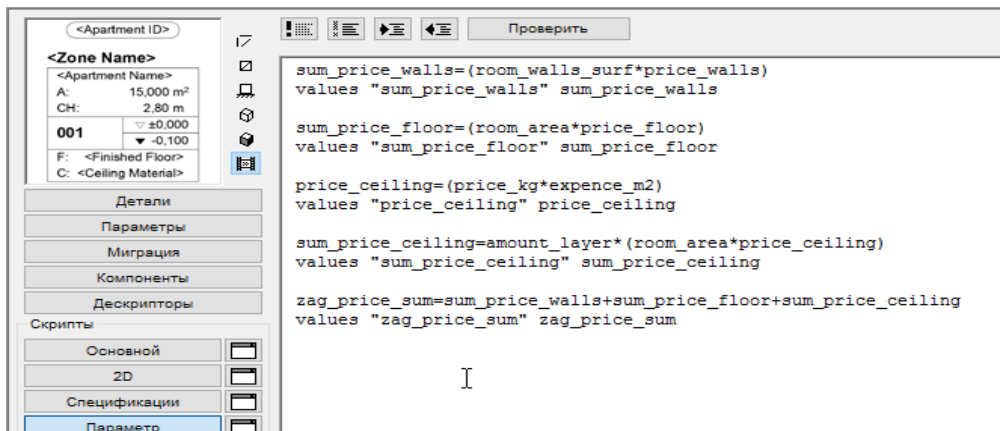 <Apartment ID>
<Zone Name>
<Apartment Name>
A: 15,000 m²
CH: 2,80 m
001
▽ ±0,000
▼ -0,100
F: <Finished Floor>
C: <Ceiling Material>
Детали
Параметры
Миграция
Компоненты
Дескрипторы
Скрипты
Основной
2D
Спецификации
Параметр
Проверить
sum_price_walls=(room_walls_surf*price_walls)
values "sum_price_walls" sum_price_walls
sum_price_floor=(room_area*price_floor)
values "sum_price_floor" sum_price_floor
price_ceiling=(price_kg*expence_m2)
values "price_ceiling" price_ceiling
sum_price_ceiling=amount_layer*(room_area*price_ceiling)
values "sum_price_ceiling" sum_price_ceiling
zag_price_sum=sum_price_walls+sum_price_floor+sum_price_ceiling
values "zag_price_sum" zag_price_sum